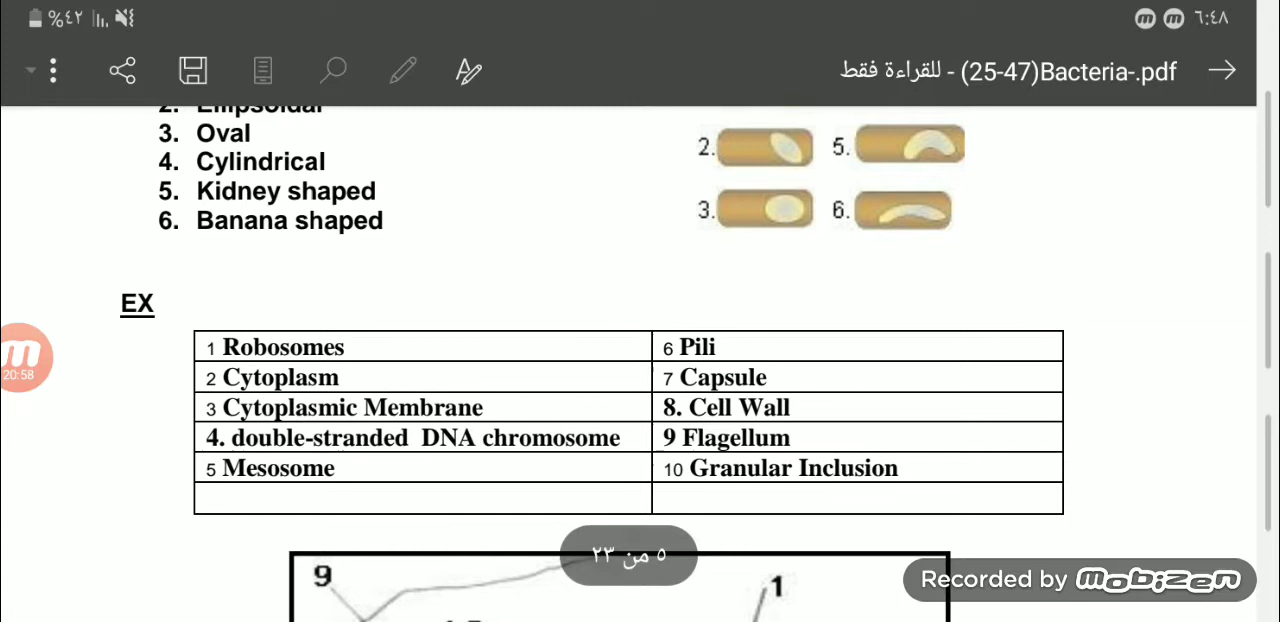 %٤٢
٦:٤٨
(25-47)Bacteria-.pdf - للقراءة فقط
2. Ellipsoidal
3. Oval
4. Cylindrical
5. Kidney shaped
6. Banana shaped
2.
5.
3.
6.
EX
1 Robosomes
6 Pili
2 Cytoplasm
7 Capsule
3 Cytoplasmic Membrane
8. Cell Wall
4. double-stranded DNA chromosome
9 Flagellum
5 Mesosome
10 Granular Inclusion
20:58
٥ من ٢٣
9
1
Recorded by mobizen